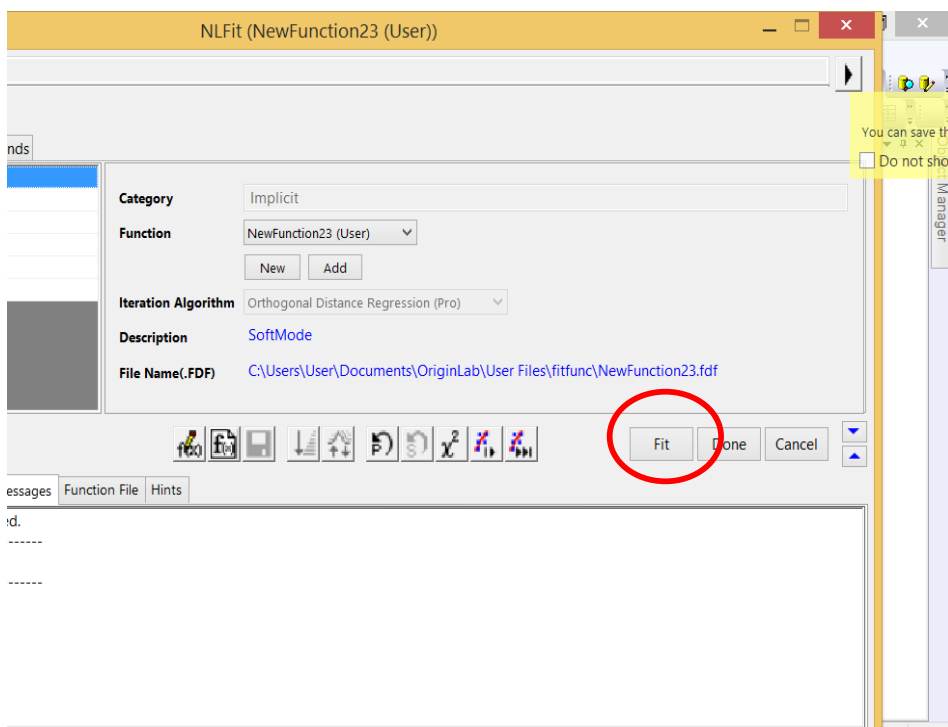 NLFit (NewFunction23 (User))
You can save th
Do not sho
nds
Object Manager
Category Implicit
Function NewFunction23 (User)
New Add
Iteration Algorithm Orthogonal Distance Regression (Pro)
Description SoftMode
File Name(.FDF) C:\Users\User\Documents\OriginLab\User Files\fitfunc\NewFunction23.fdf
Fit Done Cancel
essages Function File Hints
ed.
------
------